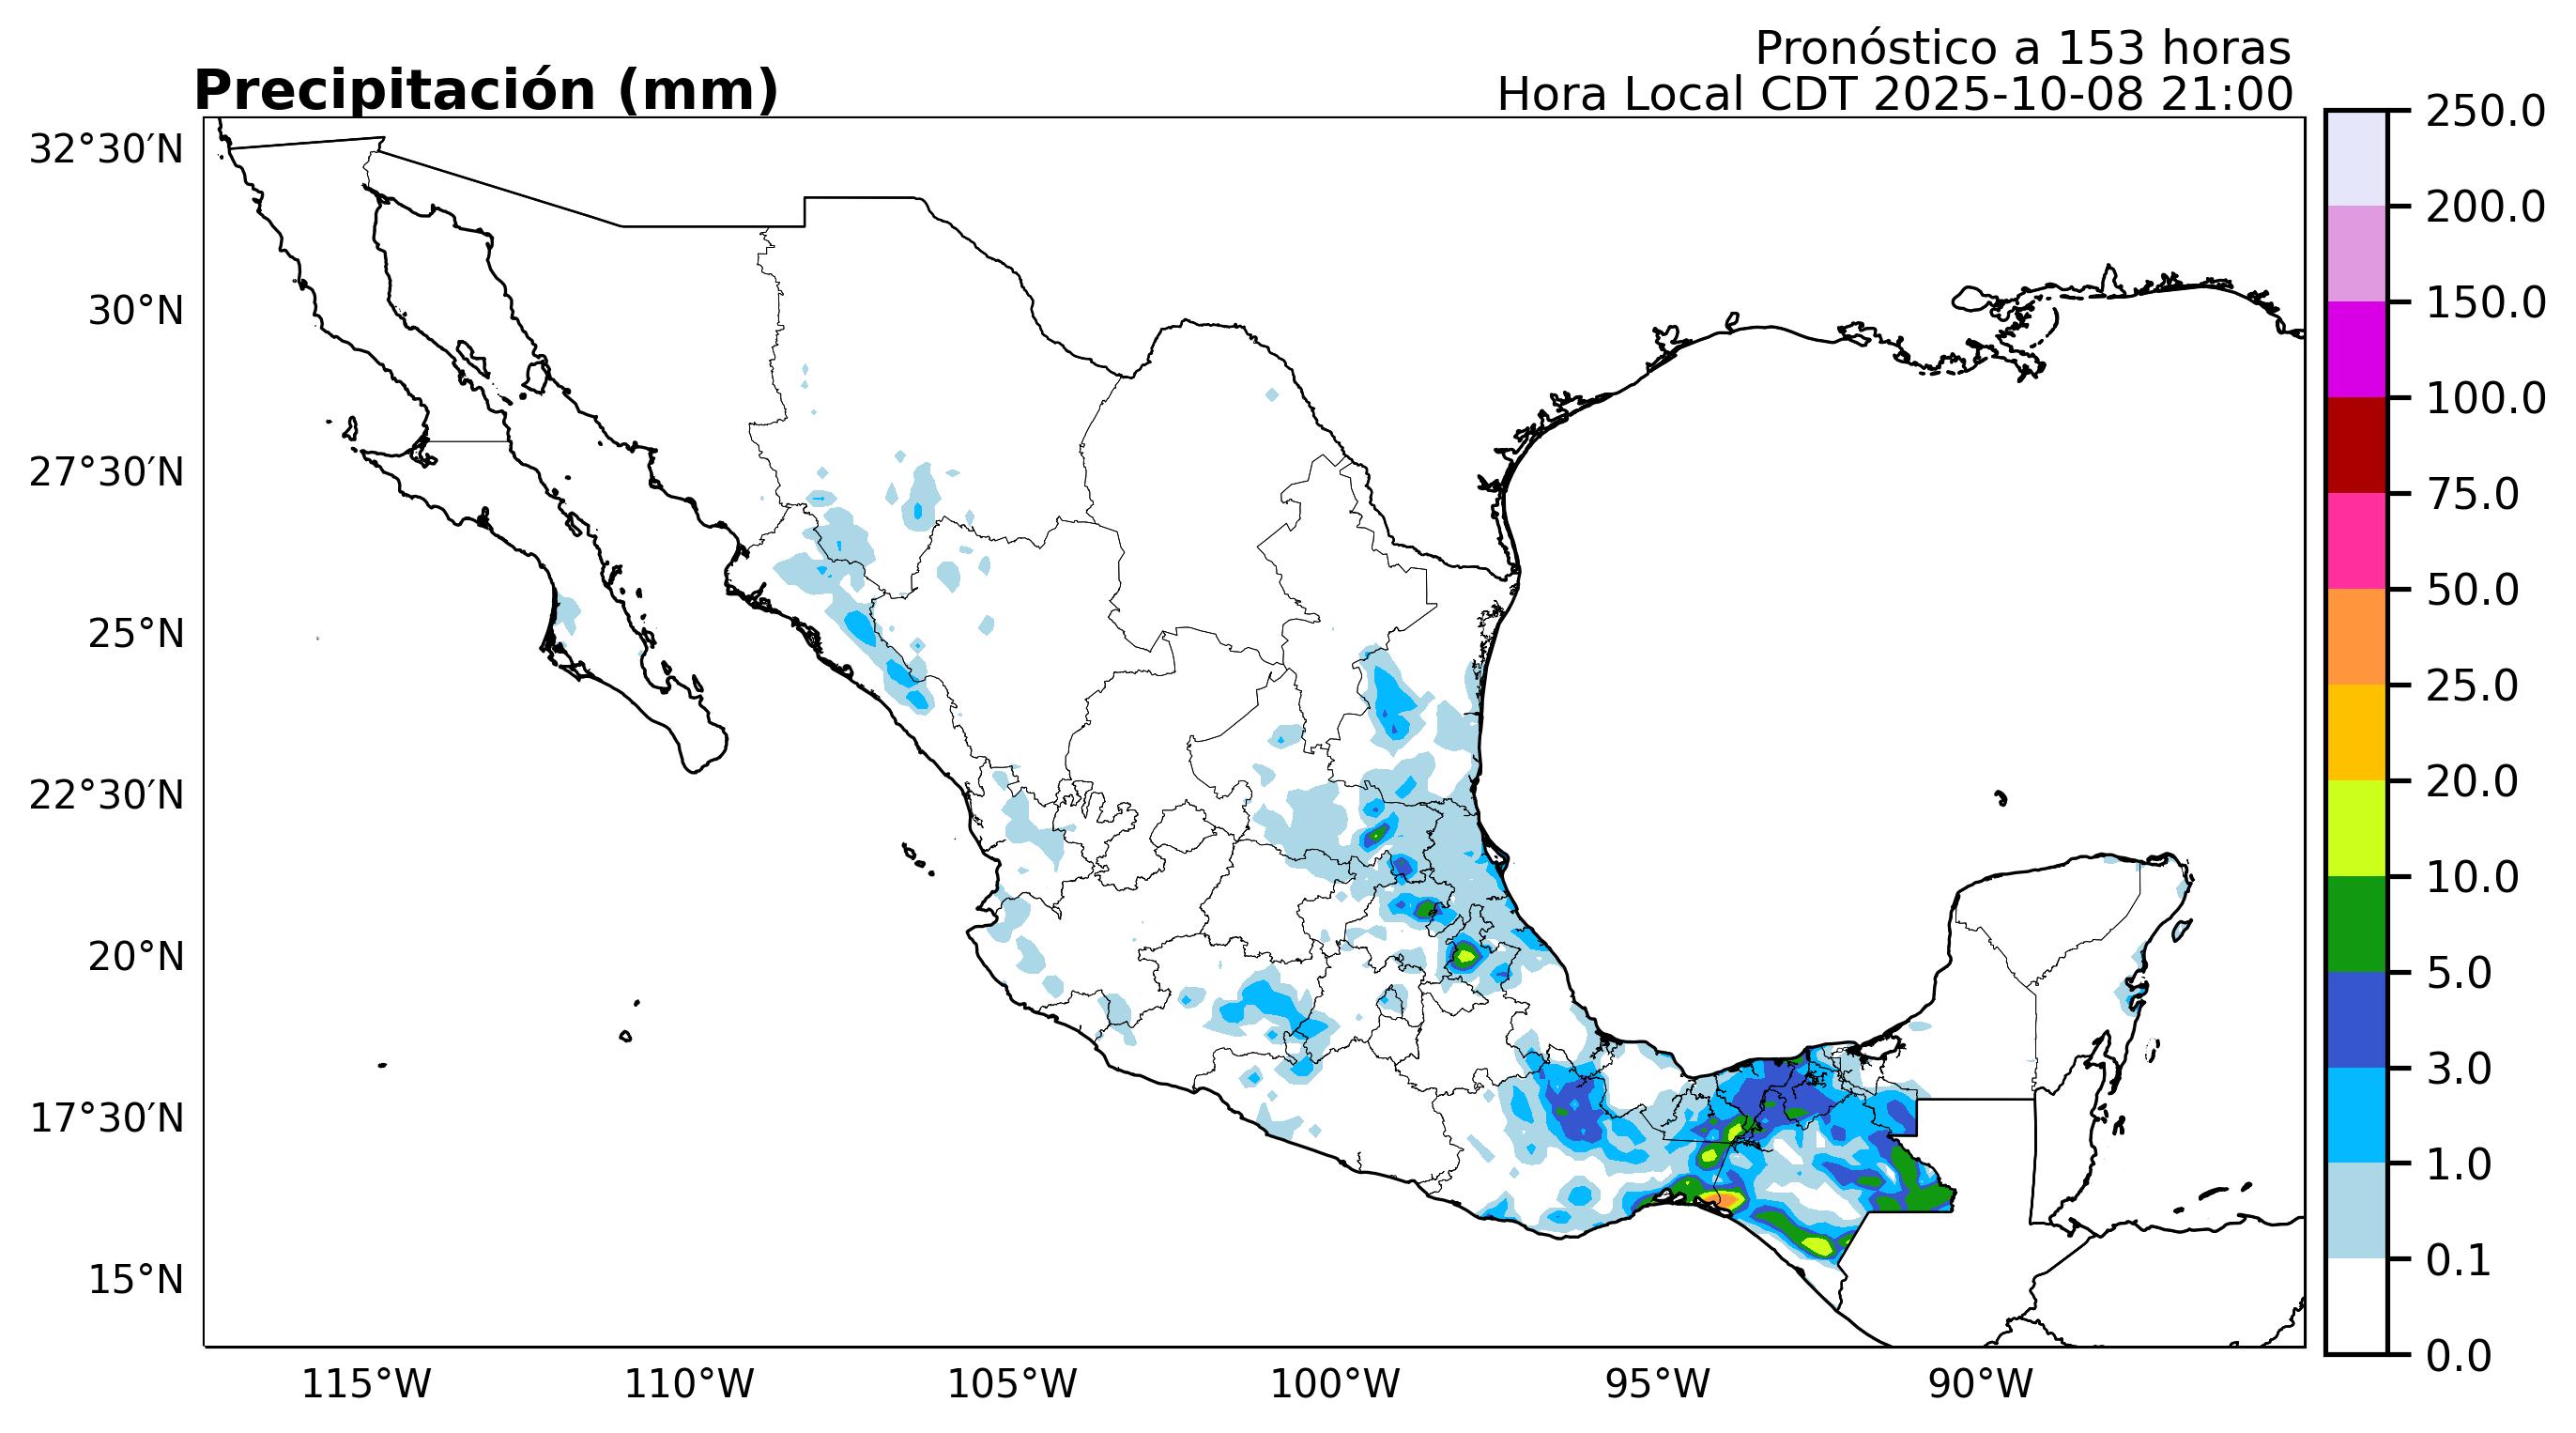 Pronóstico a 153 horas
Precipitación (mm)
Hora Local CDT 2025-10-08 21:00
32°30′N
30°N
27°30′N
25°N
22°30′N
20°N
17°30′N
15°N
115°W
110°W
105°W
100°W
95°W
90°W
250.0
200.0
150.0
100.0
75.0
50.0
25.0
20.0
10.0
5.0
3.0
1.0
0.1
0.0